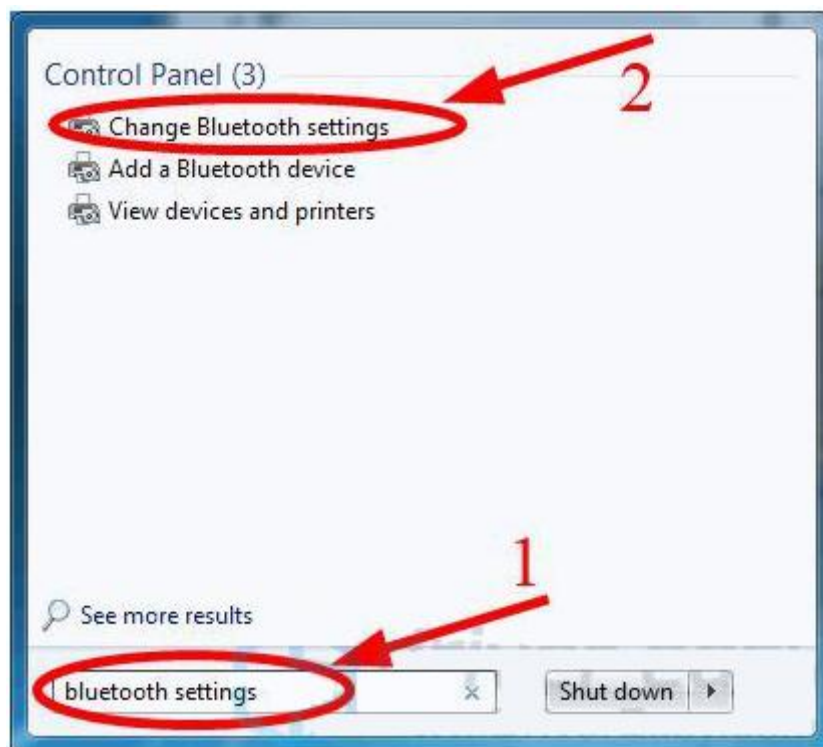 Control Panel (3)
2
Change Bluetooth settings
Add a Bluetooth device
View devices and printers
1
See more results
bluetooth settings
Shut down